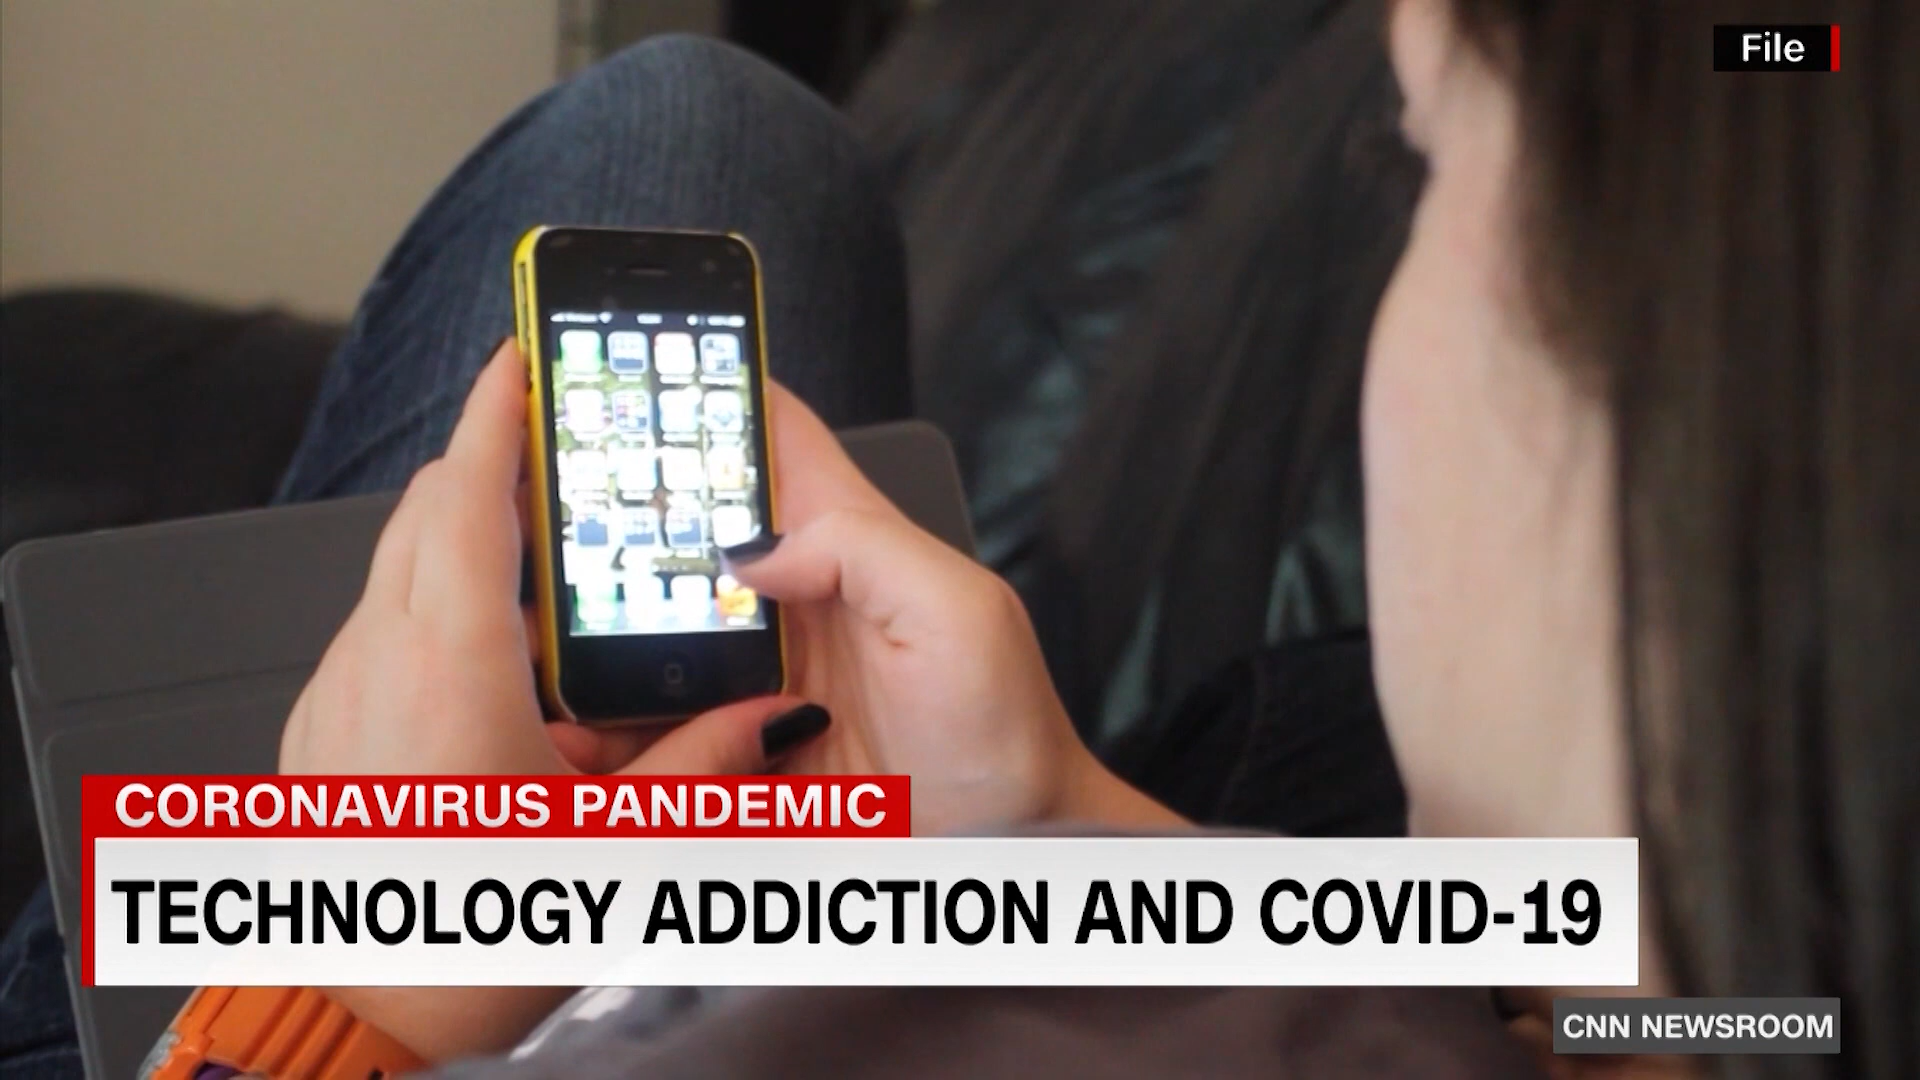 File
CORONAVIRUS PANDEMIC
TECHNOLOGY ADDICTION AND COVID-19
CNN NEWSROOM